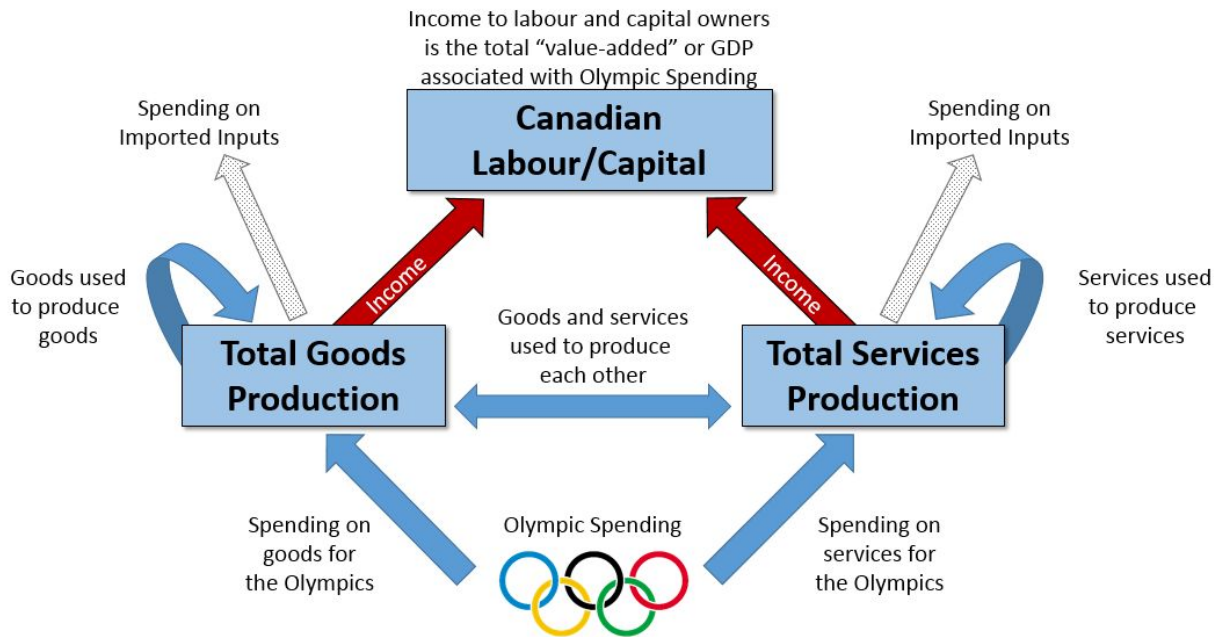 Income to labour and capital owners
is the total “value-added” or GDP
associated with Olympic Spending
Canadian
Labour/Capital
Spending on
Imported Inputs
Spending on
Imported Inputs
Income
Income
Goods used
to produce
goods
Goods and services
used to produce
each other
Services used
to produce
services
Total Goods
Production
Total Services
Production
Spending on
goods for
the Olympics
Olympic Spending
Spending on
services for
the Olympics